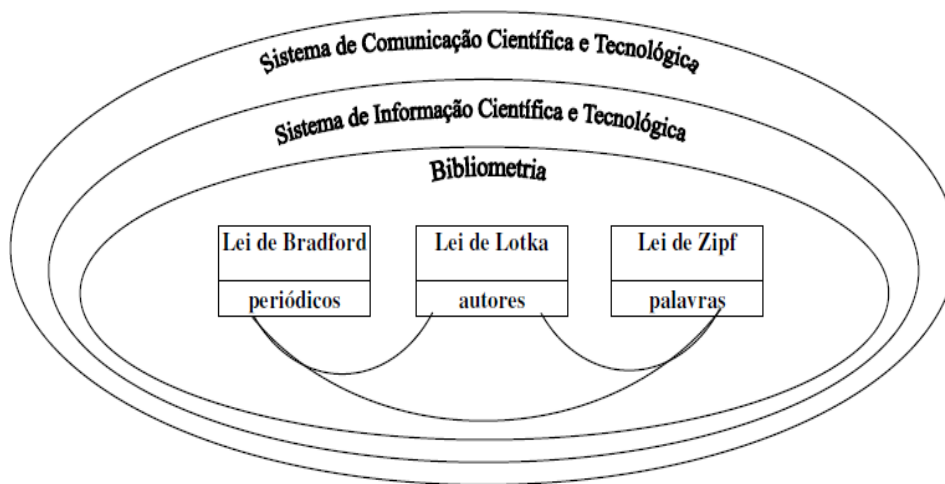 Sistema de Comunicação Científica e Tecnológica
Sistema de Informação Científica e Tecnológica
Bibliometria
Lei de Bradford
periódicos
Lei de Lotka
autores
Lei de Zipf
palavras